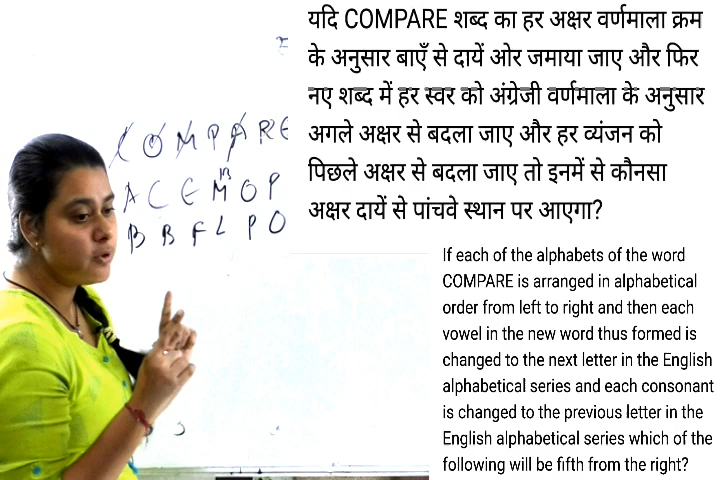 यदि COMPARE शब्द का हर अक्षर वर्णमाला क्रम
के अनुसार बाएँ से दायें ओर जमाया जाए और फिर
नए शब्द में हर स्वर को अंग्रेजी वर्णमाला के अनुसार
अगले अक्षर से बदला जाए और हर व्यंजन को
पिछले अक्षर से बदला जाए तो इनमें से कौनसा
अक्षर दायें से पांचवे स्थान पर आएगा?
COMPARE
A C E M O P
B B F L P O
If each of the alphabets of the word
COMPARE is arranged in alphabetical
order from left to right and then each
vowel in the new word thus formed is
changed to the next letter in the English
alphabetical series and each consonant
is changed to the previous letter in the
English alphabetical series which of the
following will be fifth from the right?